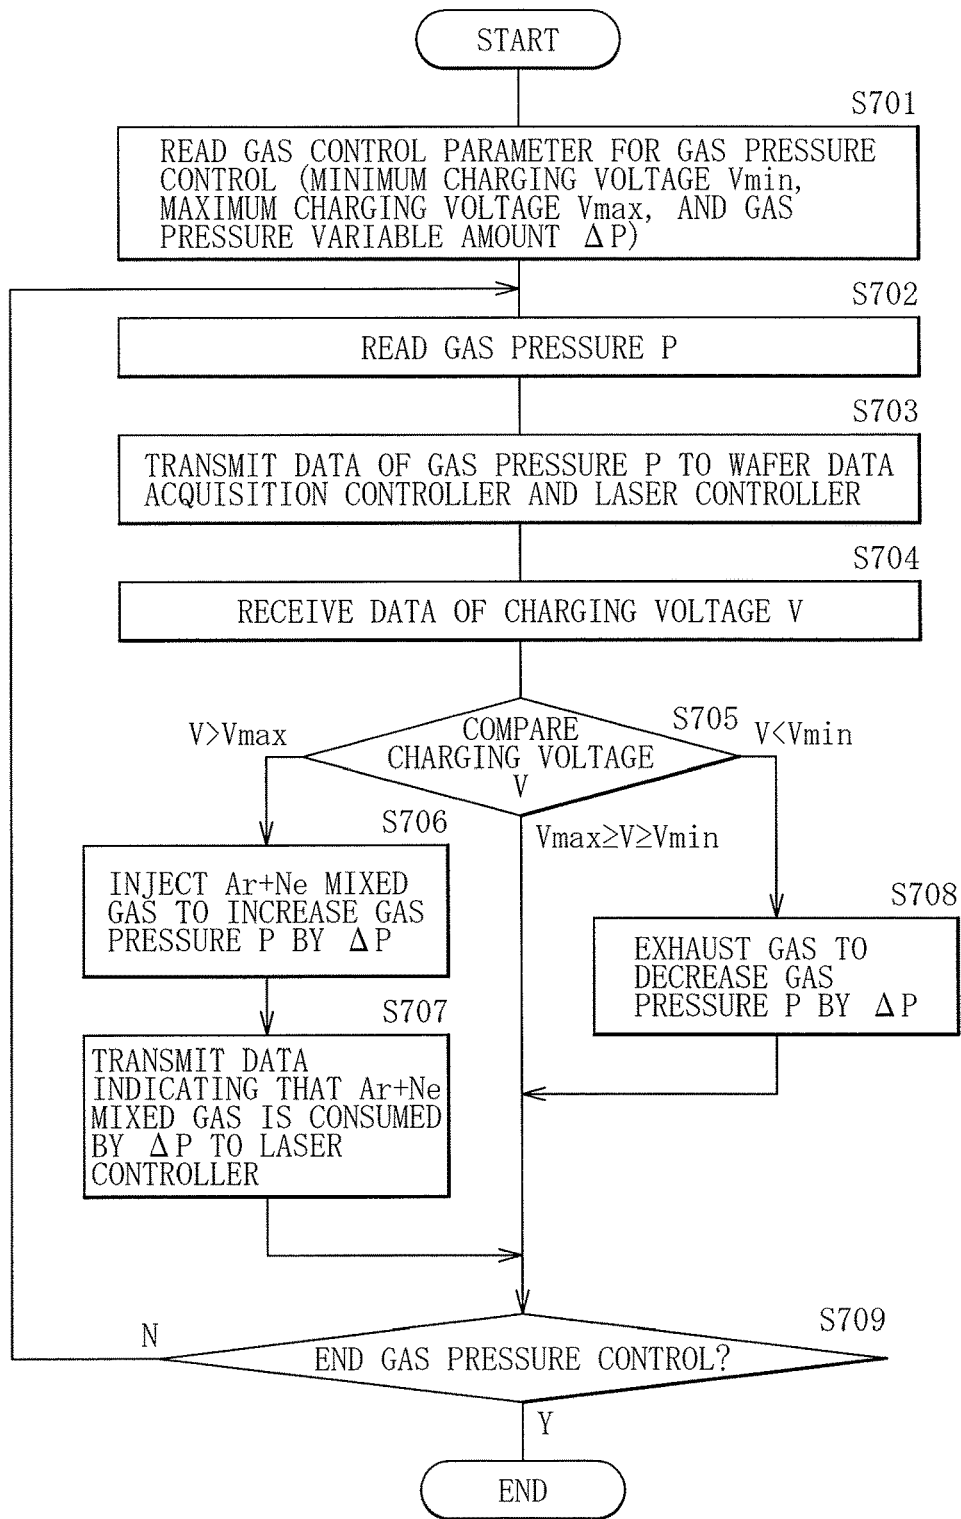 START
S701
READ GAS CONTROL PARAMETER FOR GAS PRESSURE
CONTROL (MINIMUM CHARGING VOLTAGE Vmin,
MAXIMUM CHARGING VOLTAGE Vmax, AND GAS
PRESSURE VARIABLE AMOUNT ΔP)
S702
READ GAS PRESSURE P
S703
TRANSMIT DATA OF GAS PRESSURE P TO WAFER DATA
ACQUISITION CONTROLLER AND LASER CONTROLLER
S704
RECEIVE DATA OF CHARGING VOLTAGE V
S705
COMPARE
CHARGING VOLTAGE
V
V>Vmax
V<Vmin
Vmax≥V≥Vmin
S706
INJECT Ar+Ne MIXED
GAS TO INCREASE GAS
PRESSURE P BY ΔP
S708
EXHAUST GAS TO
DECREASE GAS
PRESSURE P BY ΔP
S707
TRANSMIT DATA
INDICATING THAT Ar+Ne
MIXED GAS IS CONSUMED
BY ΔP TO LASER
CONTROLLER
S709
N
END GAS PRESSURE CONTROL?
Y
END